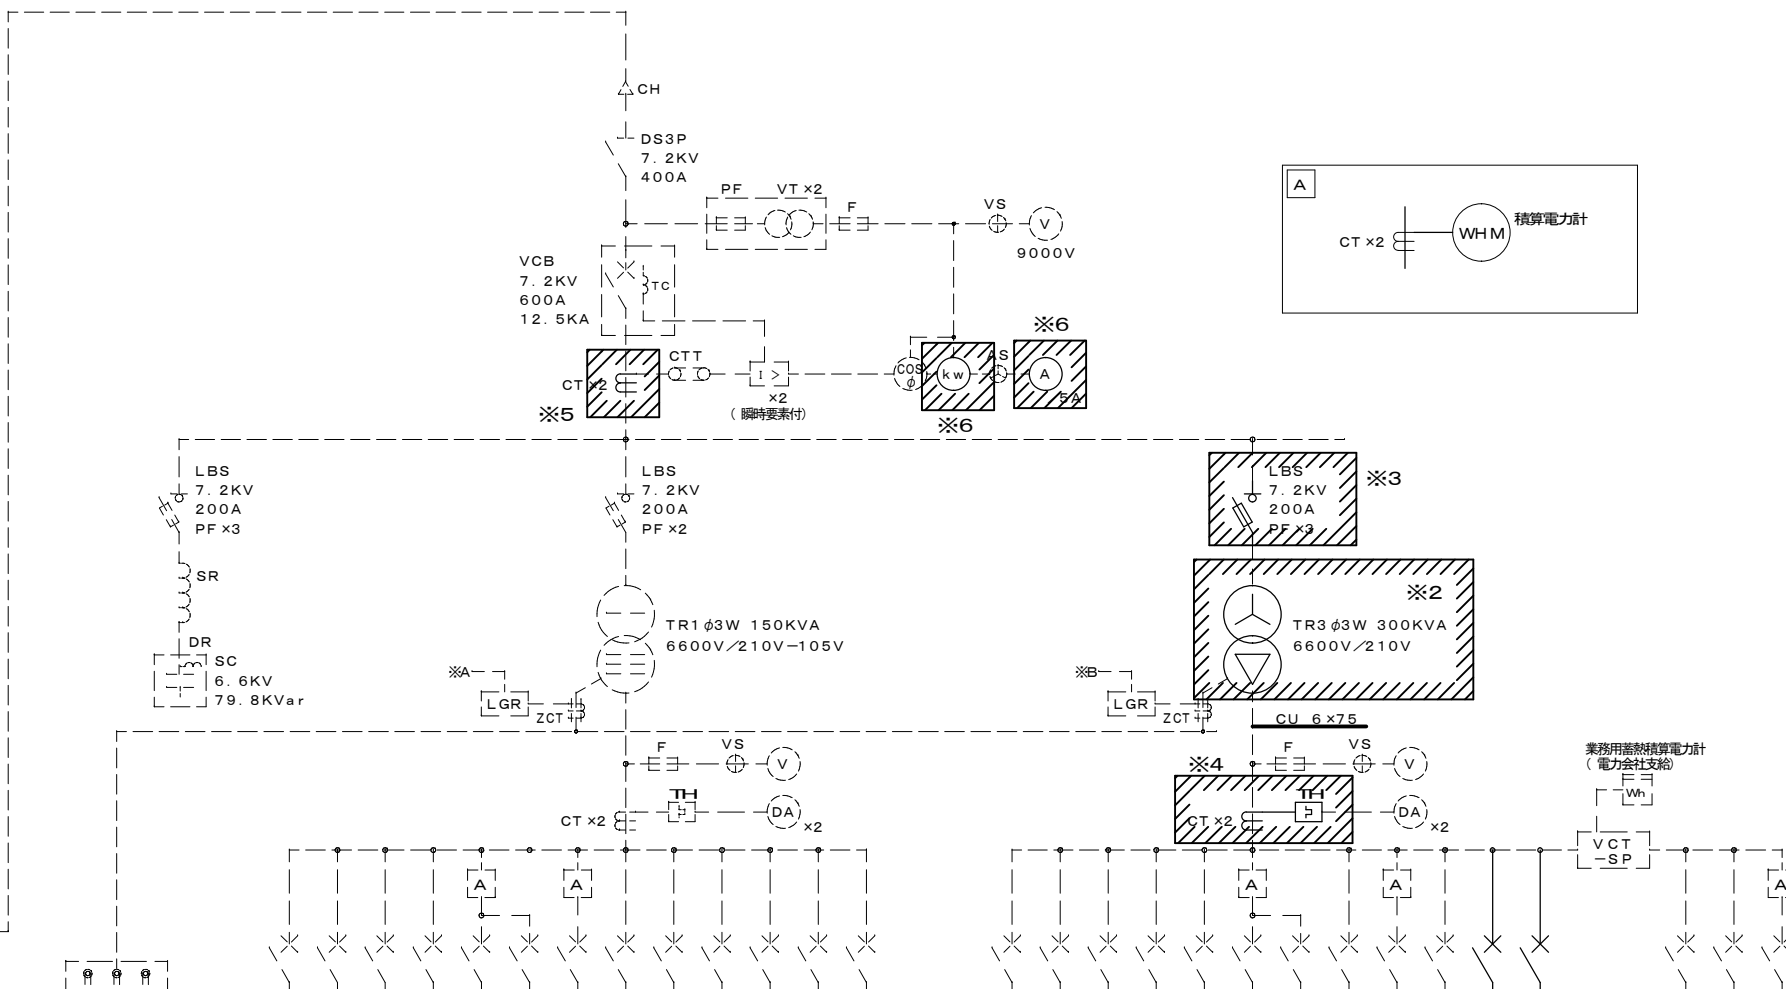 CH
DS3P
7.2KV
400A
PF
VT×2
F
VS
V
9000V
A
CT×2
WHM
積算電力計
VCB
7.2KV
600A
12.5KA
TC
※6
CTT
CT×2
I >
×2
(瞬時要素付)
COS
φ
kw
AS
A
5A
※5
※6
LBS
7.2KV
200A
PF×3
LBS
7.2KV
200A
PF×2
LBS
7.2KV
200A
PF×3
※3
SR
※2
TR1φ3W 150KVA
6600V/210V-105V
TR3φ3W 300KVA
6600V/210V
DR
SC
6.6KV
79.8KVar
※A
LGR
ZCT
※B
LGR
ZCT
CU 6×75
F
VS
V
F
VS
V
※4
業務用蓄熱積算電力計
(電力会社支給)
Wh
TH
CT×2
DA
×2
TH
CT×2
DA
×2
VCT
-SP
A
A
A
A
A